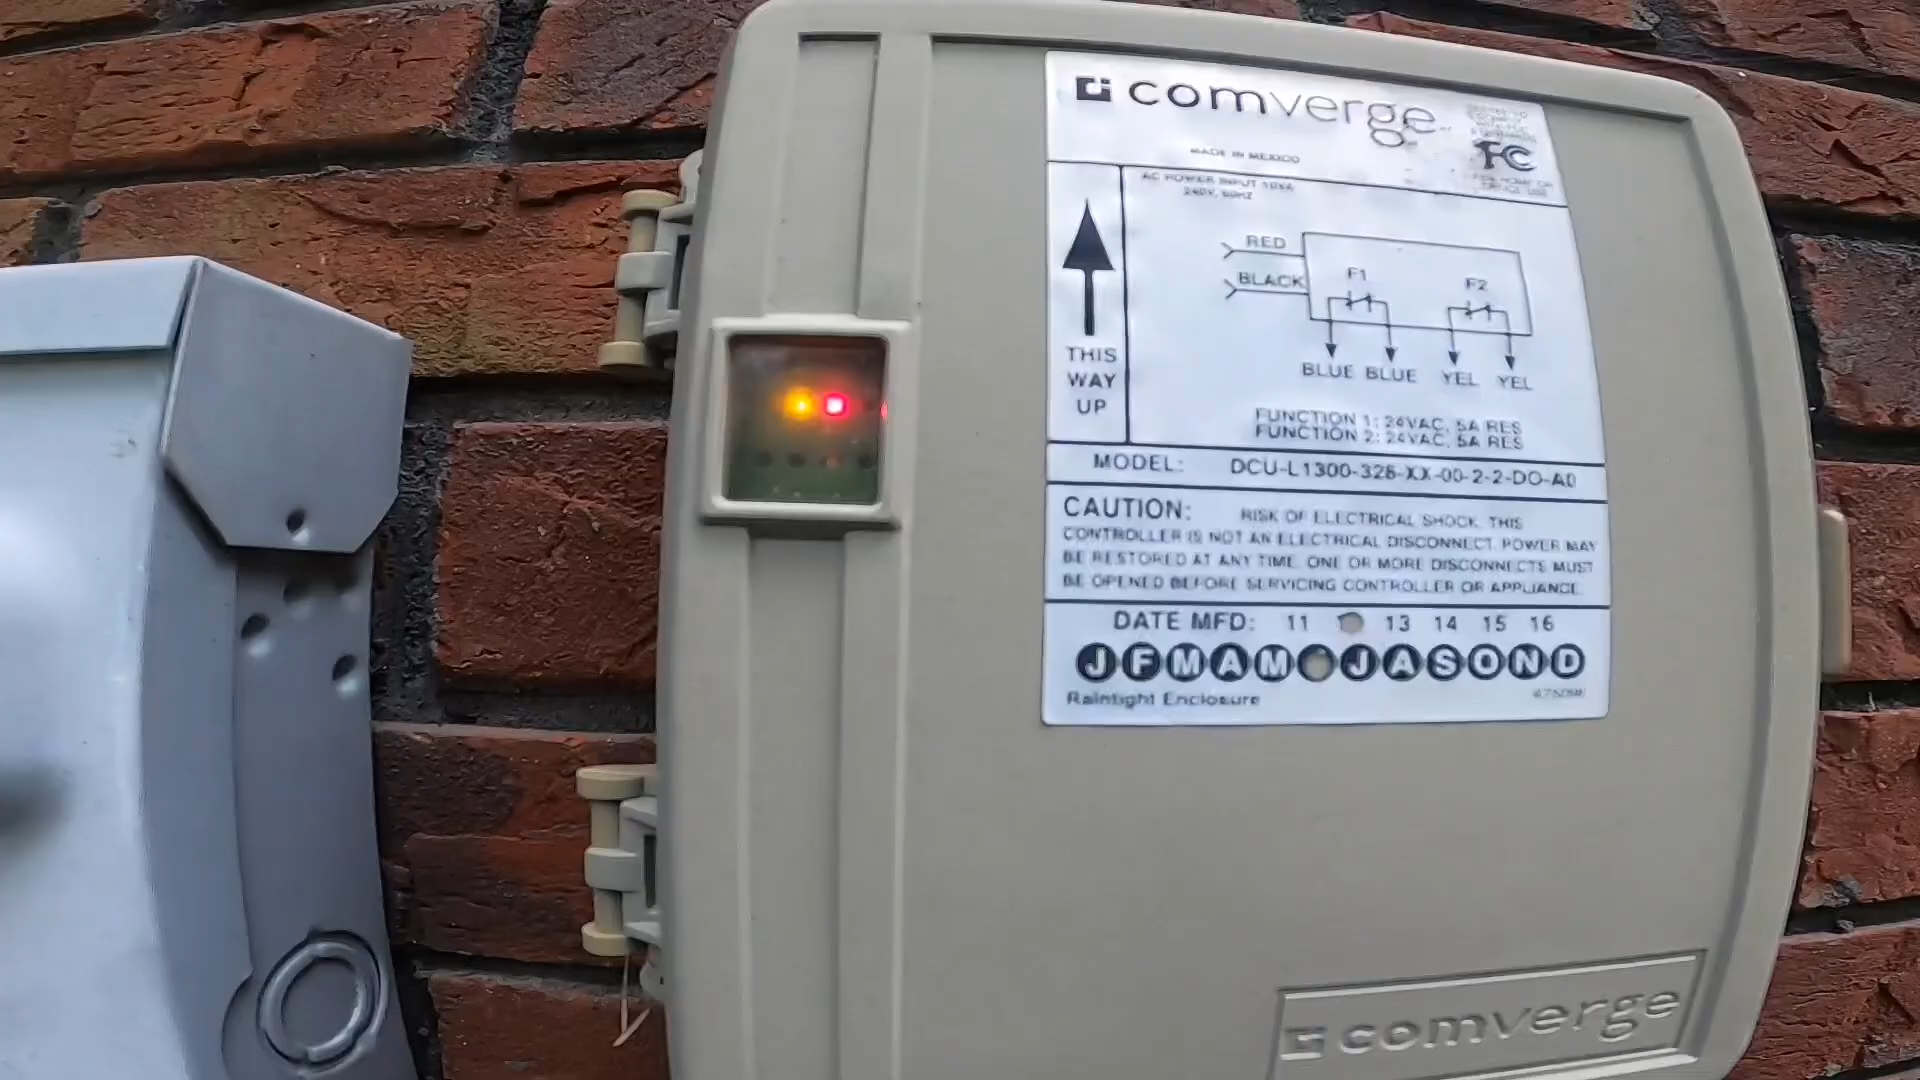 comverge
MADE IN MEXICO
FC
AC POWER INPUT 10VA
240V, 60HZ
RED
BLACK
F1
F2
BLUE BLUE YEL YEL
THIS
WAY
UP
FUNCTION 1: 24VAC, 5A RES
FUNCTION 2: 24VAC, 5A RES
MODEL: DCU-L1300-328-XX-00-2-2-DO-A0
CAUTION: RISK OF ELECTRICAL SHOCK. THIS
CONTROLLER IS NOT AN ELECTRICAL DISCONNECT. POWER MAY
BE RESTORED AT ANY TIME. ONE OR MORE DISCONNECTS MUST
BE OPENED BEFORE SERVICING CONTROLLER OR APPLIANCE.
DATE MFD: 11 13 14 15 16
J F M A M J A S O N D
Raintight Enclosure
comverge